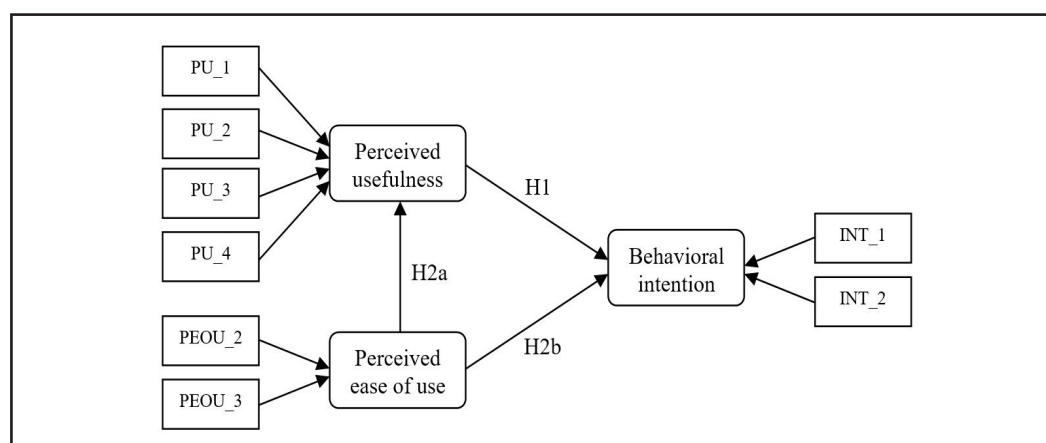 PU_1
PU_2
PU_3
PU_4
Perceived
usefulness
H1
H2a
Behavioral
intention
INT_1
INT_2
PEOU_2
PEOU_3
Perceived
ease of use
H2b